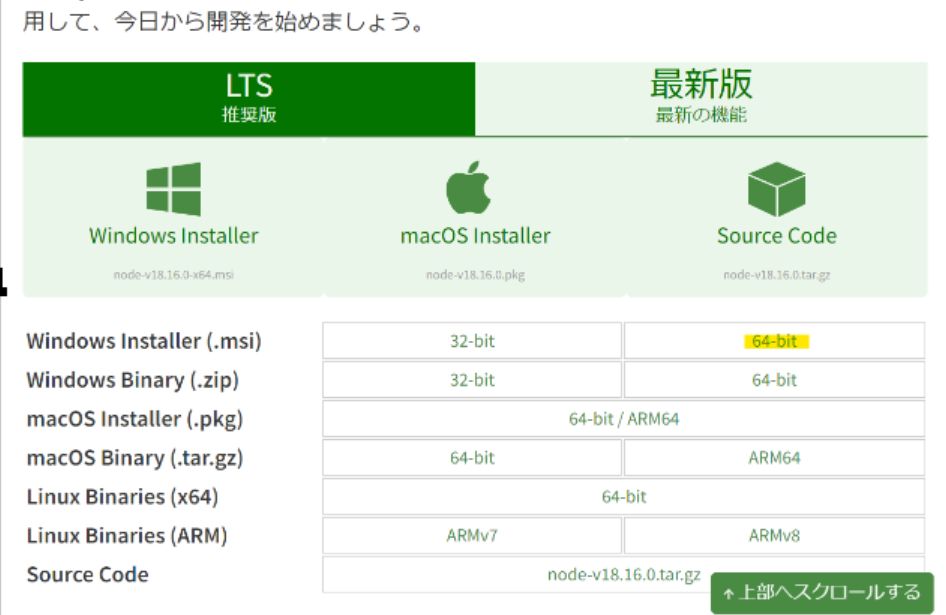 用して、今日から開発を始めましょう。
LTS
推奨版
最新版
最新の機能
Windows Installer
node-v18.16.0-x64.msi
macOS Installer
node-v18.16.0.pkg
Source Code
node-v18.16.0.tar.gz
Windows Installer (.msi) 32-bit 64-bit
Windows Binary (.zip) 32-bit 64-bit
macOS Installer (.pkg) 64-bit / ARM64
macOS Binary (.tar.gz) 64-bit ARM64
Linux Binaries (x64) 64-bit
Linux Binaries (ARM) ARMv7 ARMv8
Source Code node-v18.16.0.tar.gz
↑上部へスクロールする